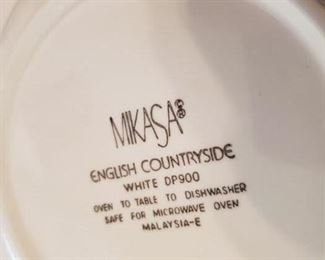 MIKASA®
ENGLISH COUNTRYSIDE
WHITE DP900
OVEN TO TABLE TO DISHWASHER
SAFE FOR MICROWAVE OVEN
MALAYSIA-E